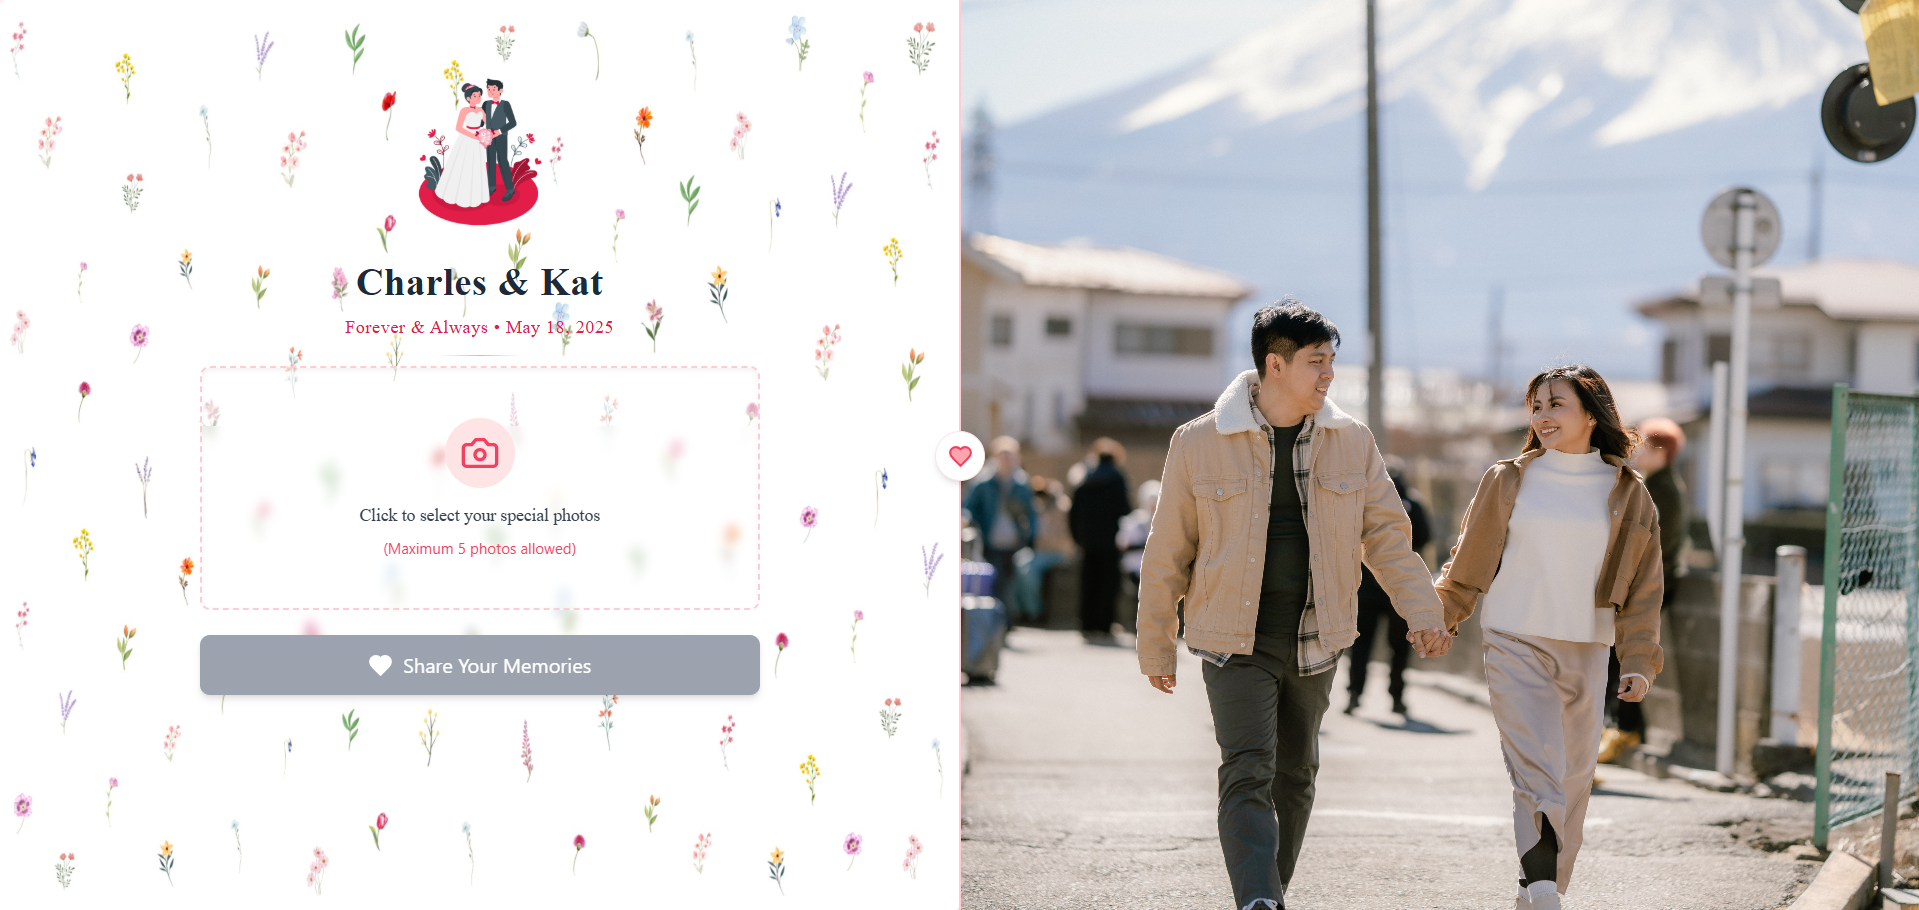 Charles & Kat
Forever & Always • May 18, 2025
Click to select your special photos
(Maximum 5 photos allowed)
Share Your Memories